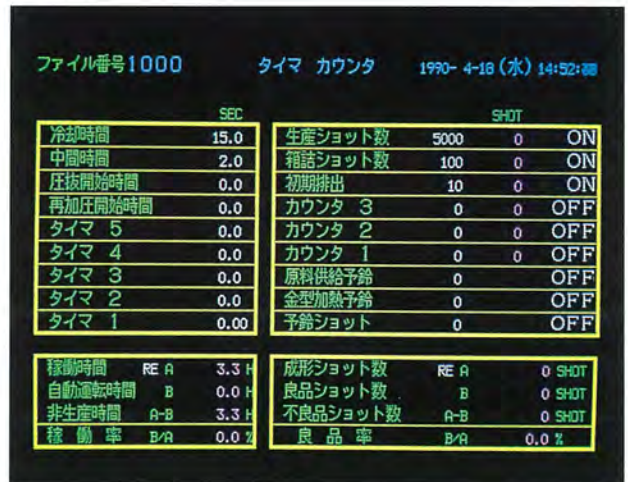 ファイル番号1000 タイマ カウンタ 1990- 4-18 (水) 14:52:
SEC SHOT
冷却時間 15.0 生産ショット数 5000 0 ON
中間時間 2.0 箱詰ショット数 100 0 ON
圧抜開始時間 0.0 初期排出 10 0 ON
再加圧開始時間 0.0 カウンタ 3 0 0 OFF
タイマ 5 0.0 カウンタ 2 0 0 OFF
タイマ 4 0.0 カウンタ 1 0 0 OFF
タイマ 3 0.0 原料供給予鈴 0 OFF
タイマ 2 0.0 金型加熱予鈴 0 OFF
タイマ 1 0.00 予鈴ショット 0 OFF
稼働時間 RE A 3.3 H 成形ショット数 RE A 0 SHOT
自動運転時間 B 0.0 H 良品ショット数 B 0 SHOT
非生産時間 A-B 3.3 H 不良品ショット数 A-B 0 SHOT
稼 働 率 B/A 0.0 % 良 品 率 B/A 0.0 %